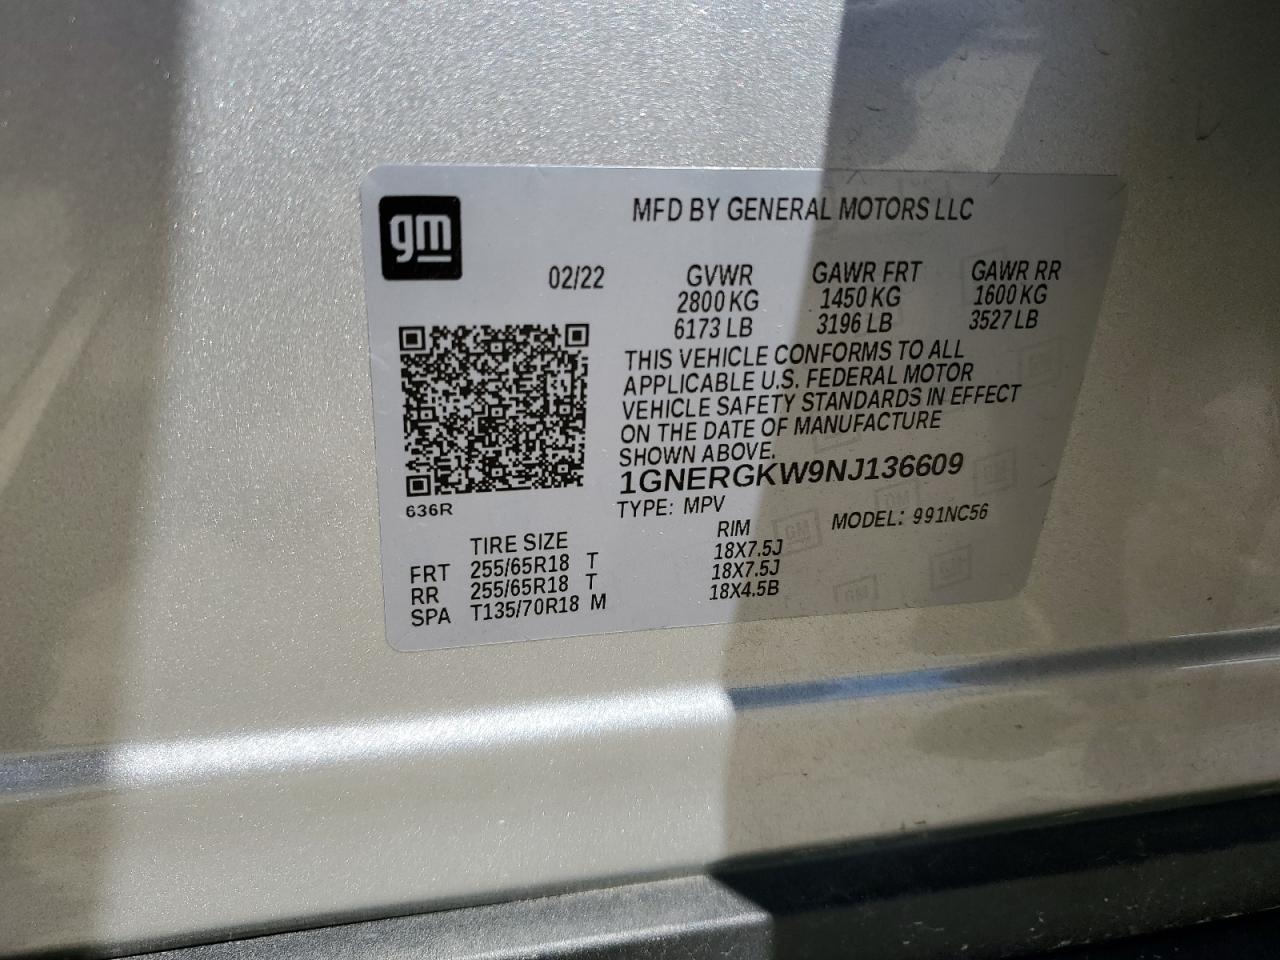 gm
MFD BY GENERAL MOTORS LLC
02/22 GVWR GAWR FRT GAWR RR
2800 KG 1450 KG 1600 KG
6173 LB 3196 LB 3527 LB
THIS VEHICLE CONFORMS TO ALL
APPLICABLE U.S. FEDERAL MOTOR
VEHICLE SAFETY STANDARDS IN EFFECT
ON THE DATE OF MANUFACTURE
SHOWN ABOVE.
1GNERGKW9NJ136609
636R
TYPE: MPV MODEL: 991NC56
TIRE SIZE RIM
FRT 255/65R18 T 18X7.5J
RR 255/65R18 T 18X7.5J
SPA T135/70R18 M 18X4.5B